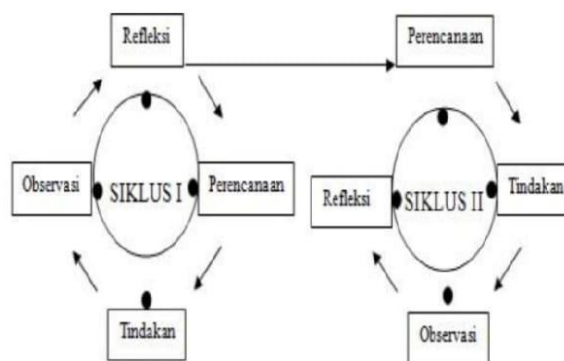 Refleksi
Perencanaan
Observasi
SIKLUS I
Perencanaan
Refleksi
SIKLUS II
Tindakan
Tindakan
Observasi